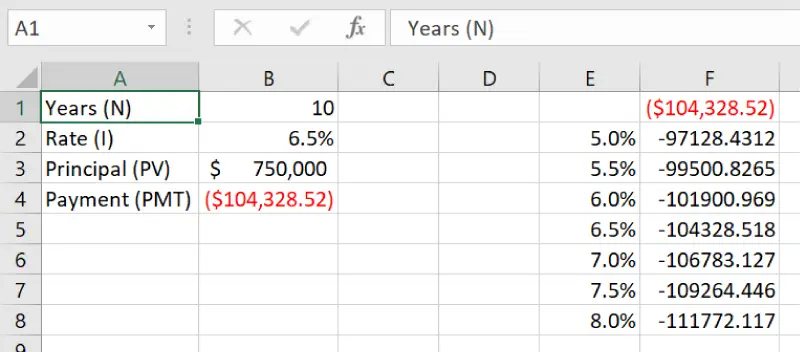 A1 fx Years (N)
A B C D E F
1 Years (N) 10 ($104,328.52)
2 Rate (I) 6.5% 5.0% -97128.4312
3 Principal (PV) $ 750,000 5.5% -99500.8265
4 Payment (PMT) ($104,328.52) 6.0% -101900.969
5 6.5% -104328.518
6 7.0% -106783.127
7 7.5% -109264.446
8 8.0% -111772.117
9